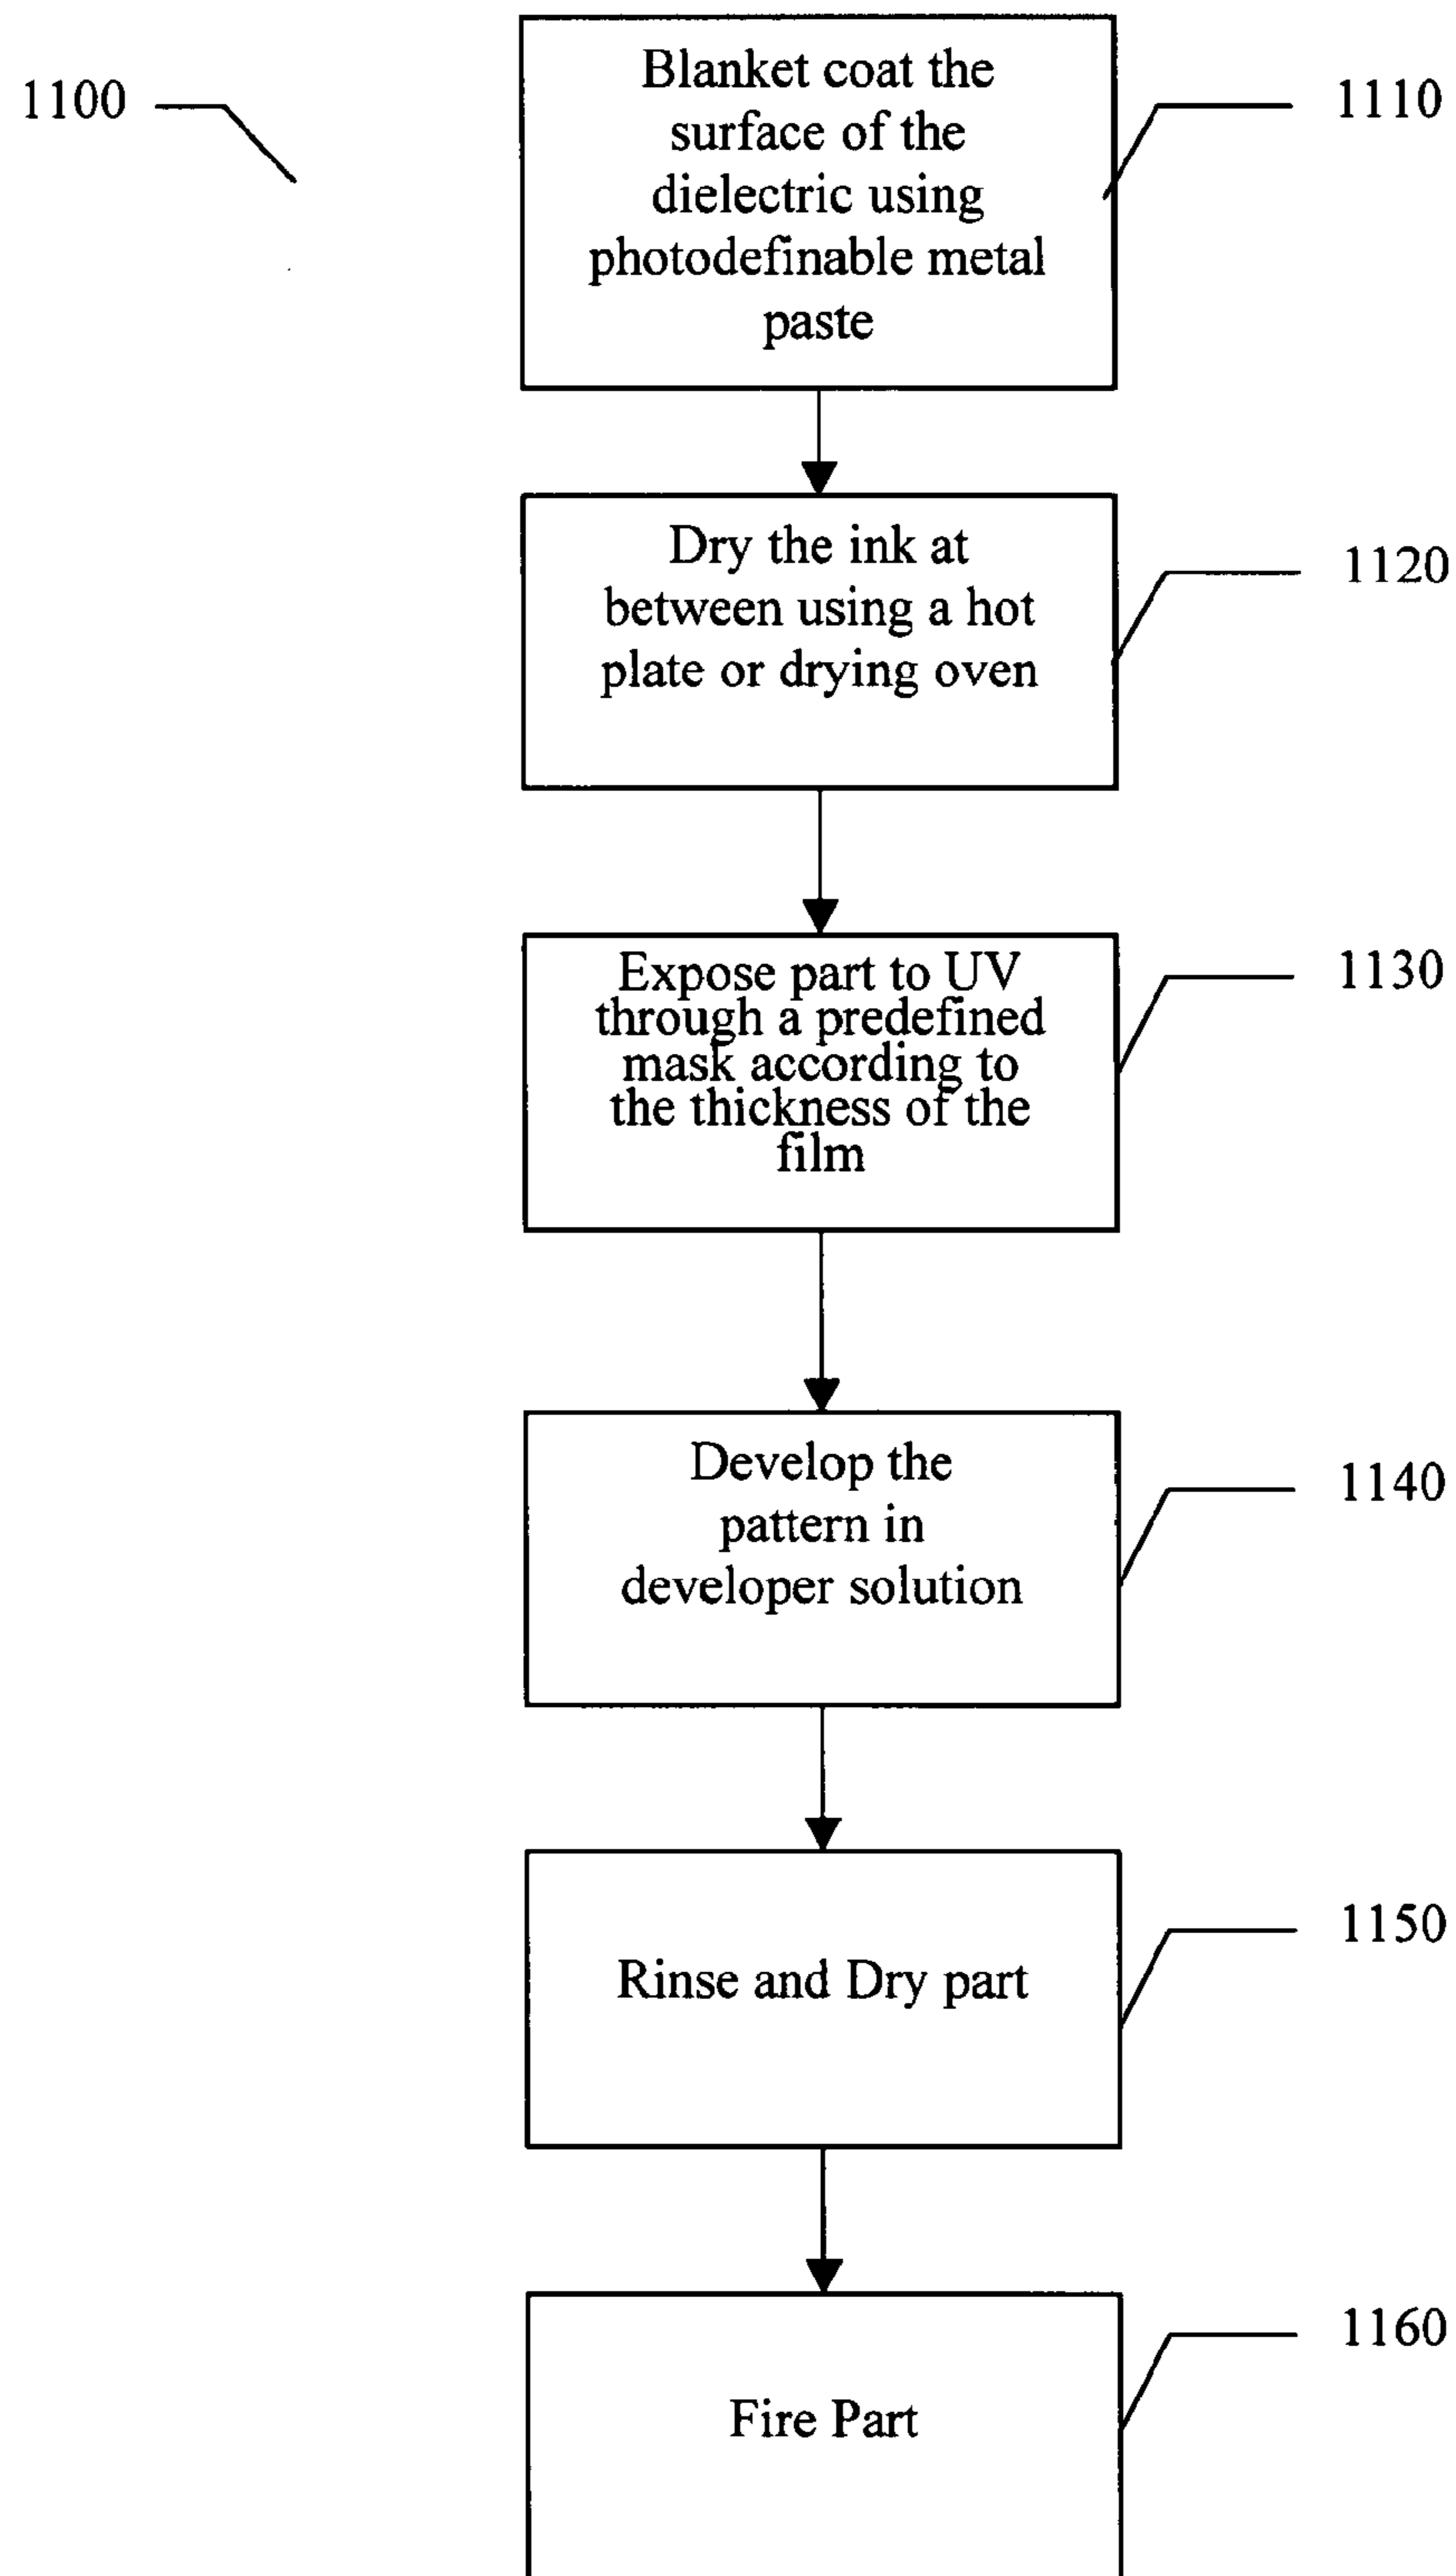 1100
Blanket coat the
surface of the
dielectric using
photodefinable metal
paste
1110
Dry the ink at
between using a hot
plate or drying oven
1120
Expose part to UV
through a predefined
mask according to
the thickness of the
film
1130
Develop the
pattern in
developer solution
1140
Rinse and Dry part
1150
Fire Part
1160